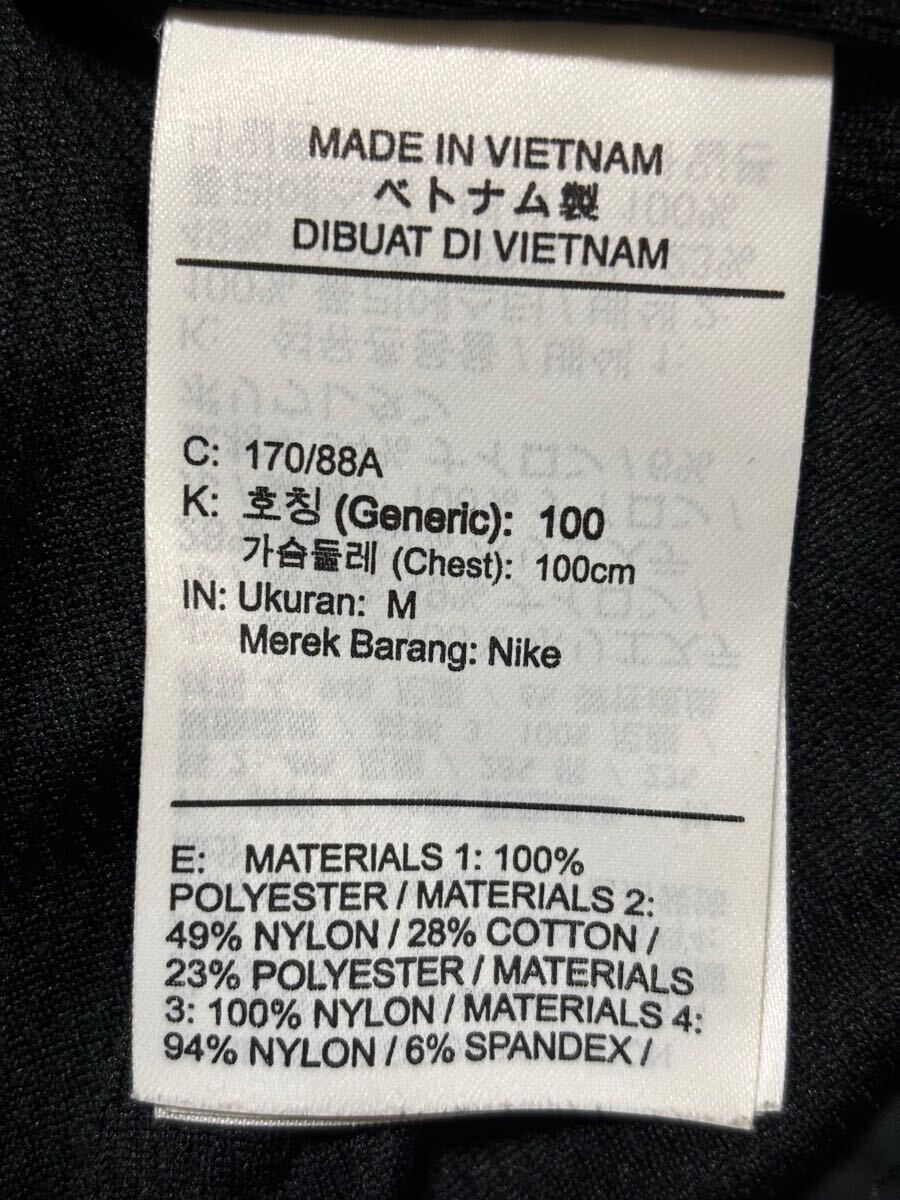 MADE IN VIETNAM
ベトナム製
DIBUAT DI VIETNAM
C: 170/88A
K: 호칭 (Generic): 100
가슴둘레 (Chest): 100cm
IN: Ukuran: M
Merek Barang: Nike
E: MATERIALS 1: 100%
POLYESTER / MATERIALS 2:
49% NYLON / 28% COTTON /
23% POLYESTER / MATERIALS
3: 100% NYLON / MATERIALS 4:
94% NYLON / 6% SPANDEX /